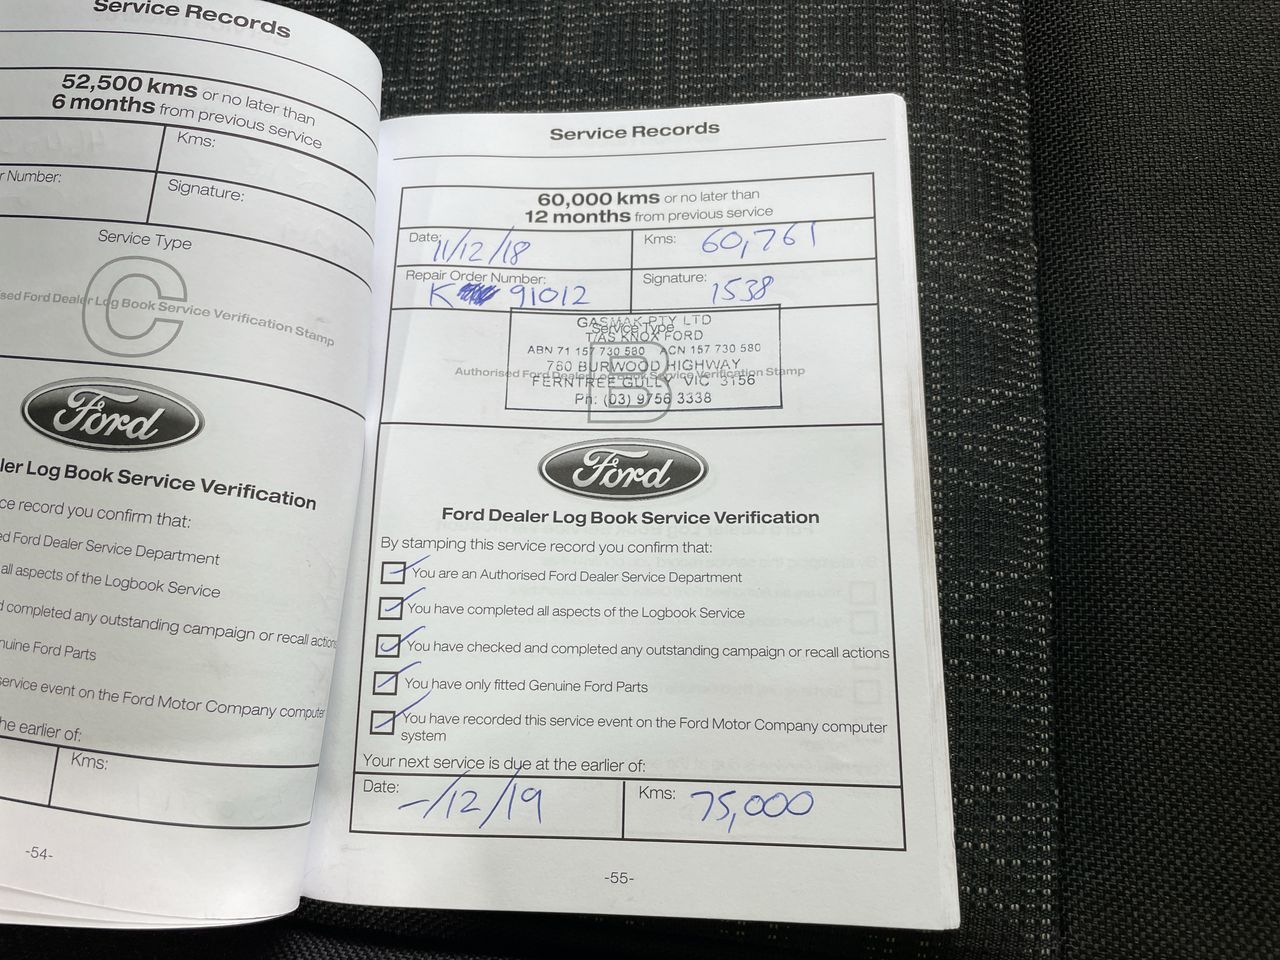 Service Records
52,500 kms or no later than
6 months from previous service
Kms:
r Number:
Signature:
Service Type
C
sed Ford Dealer Log Book Service Verification Stamp
Ford
ler Log Book Service Verification
ce record you confirm that:
ed Ford Dealer Service Department
all aspects of the Logbook Service
d completed any outstanding campaign or recall actions
nuine Ford Parts
service event on the Ford Motor Company computer
he earlier of:
Kms:
-54-
Service Records
60,000 kms or no later than
12 months from previous service
Date: 11/12/18
Kms: 60,761
Repair Order Number: K 91012
Signature: 1538
Service Type
B
Authorised Ford Dealer Log Book Service Verification Stamp
GASMAK PTY LTD
T/AS KNOX FORD
ABN 71 157 730 580 ACN 157 730 580
760 BURWOOD HIGHWAY
FERNTREE GULLY VIC 3156
Ph: (03) 9756 3338
Ford
Ford Dealer Log Book Service Verification
By stamping this service record you confirm that:
You are an Authorised Ford Dealer Service Department
You have completed all aspects of the Logbook Service
You have checked and completed any outstanding campaign or recall actions
You have only fitted Genuine Ford Parts
You have recorded this service event on the Ford Motor Company computer
system
Your next service is due at the earlier of:
Date: -/12/19
Kms: 75,000
-55-